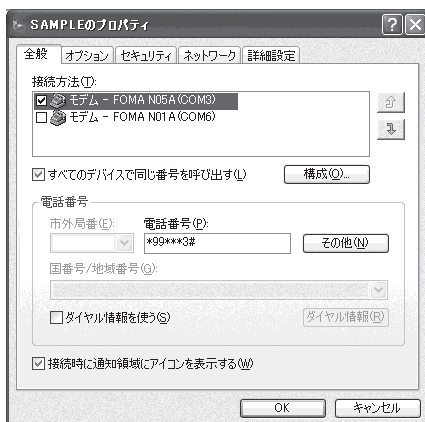 SAMPLEのプロパティ
全般 オプション セキュリティ ネットワーク 詳細設定
接続方法(T):
モデム - FOMA N05A(COM3)
モデム - FOMA N01A(COM6)
すべてのデバイスで同じ番号を呼び出す(L) 構成(O)...
電話番号
市外局番(E): 電話番号(P):
*99***3# その他(N)
国番号/地域番号(G):
ダイヤル情報を使う(S) ダイヤル情報(R)
接続時に通知領域にアイコンを表示する(W)
OK キャンセル